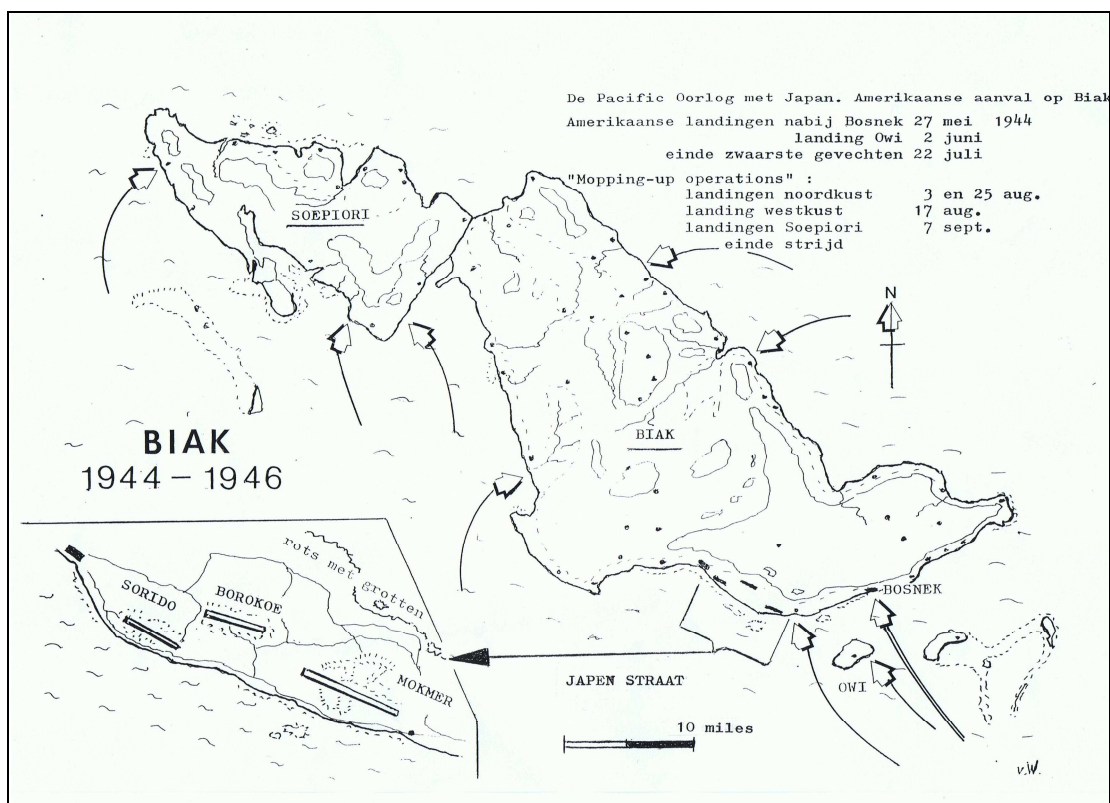 De Pacific Oorlog met Japan. Amerikaanse aanval op Biak
Amerikaanse landingen nabij Bosnek 27 mei 1944
landing Owi 2 juni
einde zwaarste gevechten 22 juli
"Mopping-up operations" :
landingen noordkust 3 en 25 aug.
landing westkust 17 aug.
landingen Soepiori 7 sept.
einde strijd
SOEPIORI
N
BIAK
BIAK
1944 – 1946
rots met grotten
SORIDO
BOROKOE
MOKMER
BOSNEK
OWI
JAPEN STRAAT
10 miles
v.W.